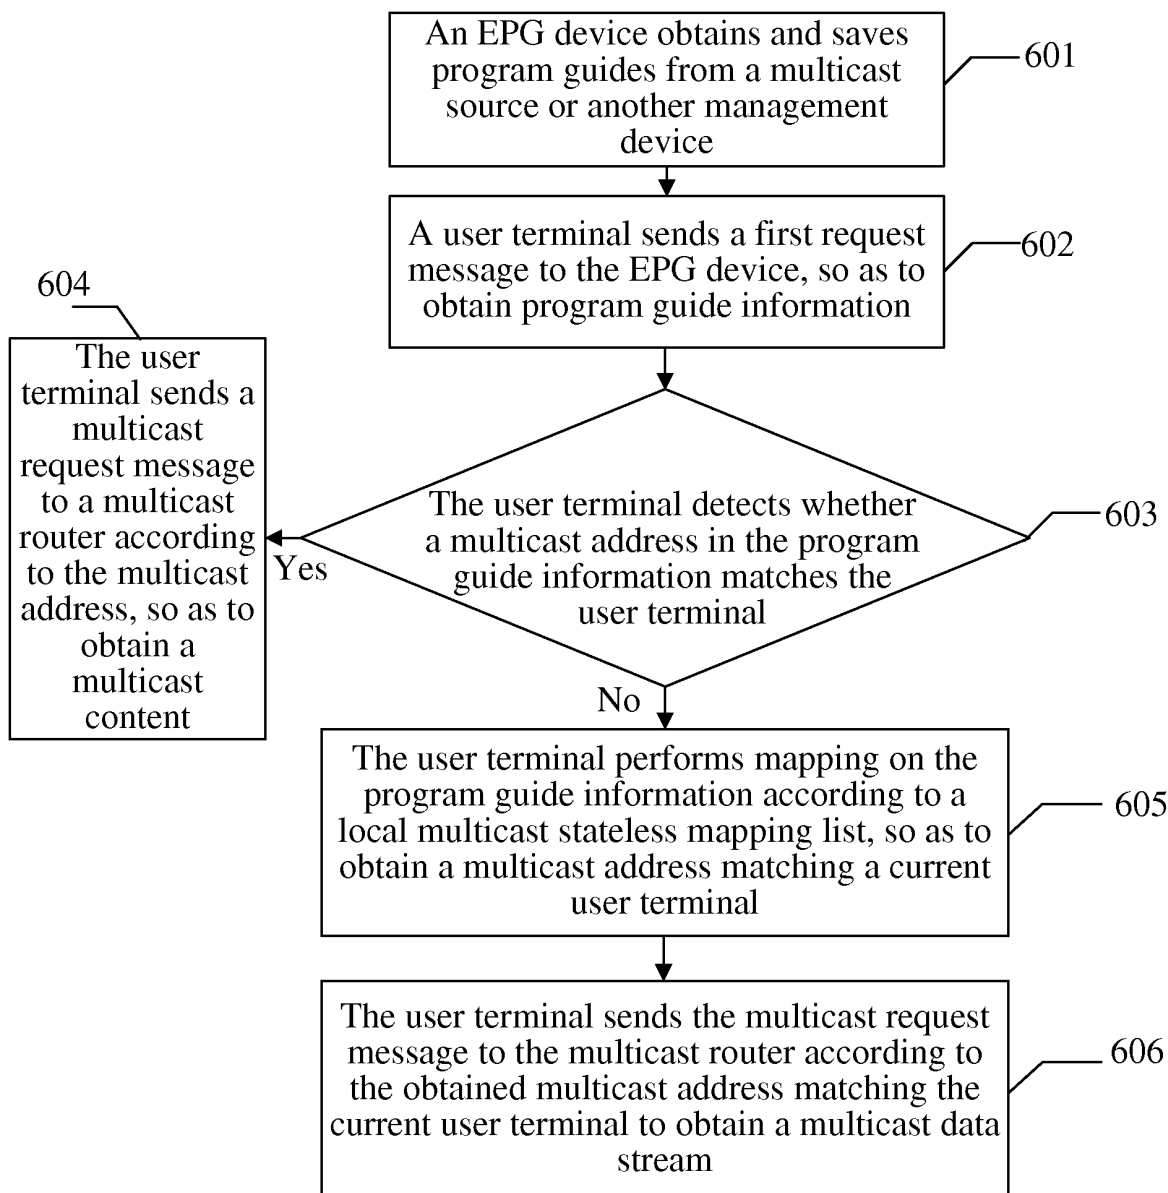 An EPG device obtains and saves
program guides from a multicast
source or another management
device
601
A user terminal sends a first request
message to the EPG device, so as to
obtain program guide information
602
604
The user
terminal sends a
multicast
request message
to a multicast
router according
to the multicast
address, so as to
obtain a
multicast
content
The user terminal detects whether
a multicast address in the program
guide information matches the
user terminal
603
Yes
No
The user terminal performs mapping on the
program guide information according to a
local multicast stateless mapping list, so as to
obtain a multicast address matching a current
user terminal
605
The user terminal sends the multicast request
message to the multicast router according to
the obtained multicast address matching the
current user terminal to obtain a multicast data
stream
606